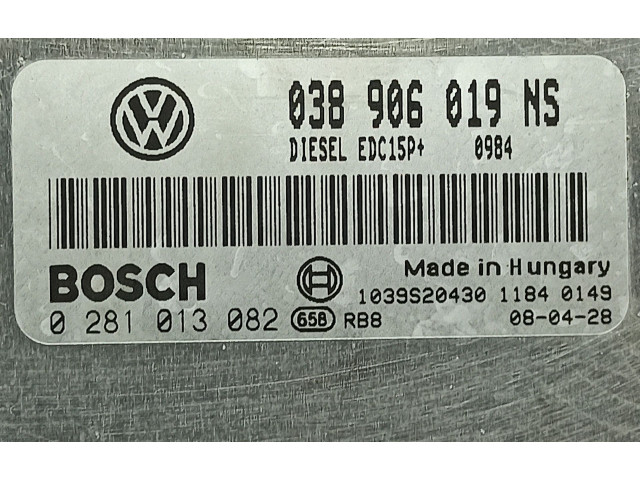 038 906 019 NS
DIESEL EDC15P+ 0984
BOSCH
Made in Hungary
1039S20430 1184 0149
0 281 013 082 65B RB8 08-04-28